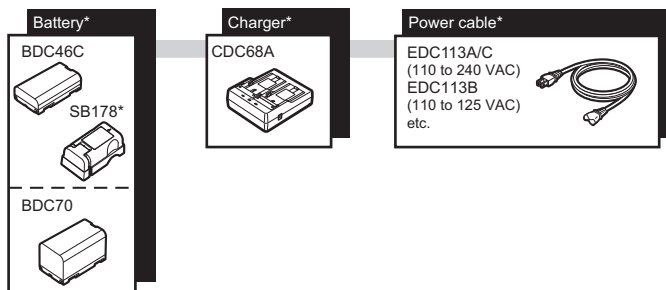 Battery*
BDC46C
SB178*
BDC70
Charger*
CDC68A
Power cable*
EDC113A/C
(110 to 240 VAC)
EDC113B
(110 to 125 VAC)
etc.